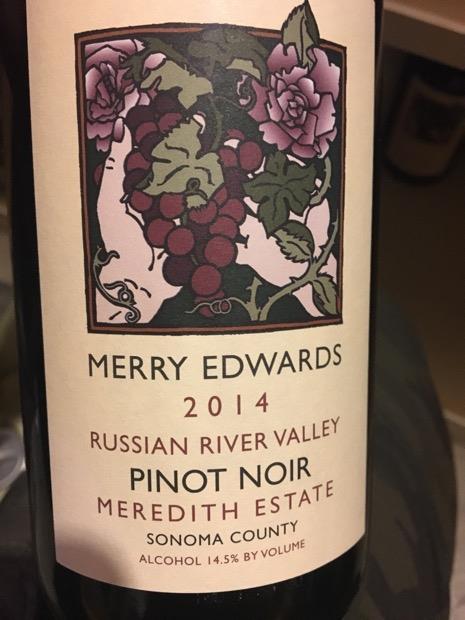 MERRY EDWARDS
2014
RUSSIAN RIVER VALLEY
PINOT NOIR
MEREDITH ESTATE
SONOMA COUNTY
ALCOHOL 14.5% BY VOLUME